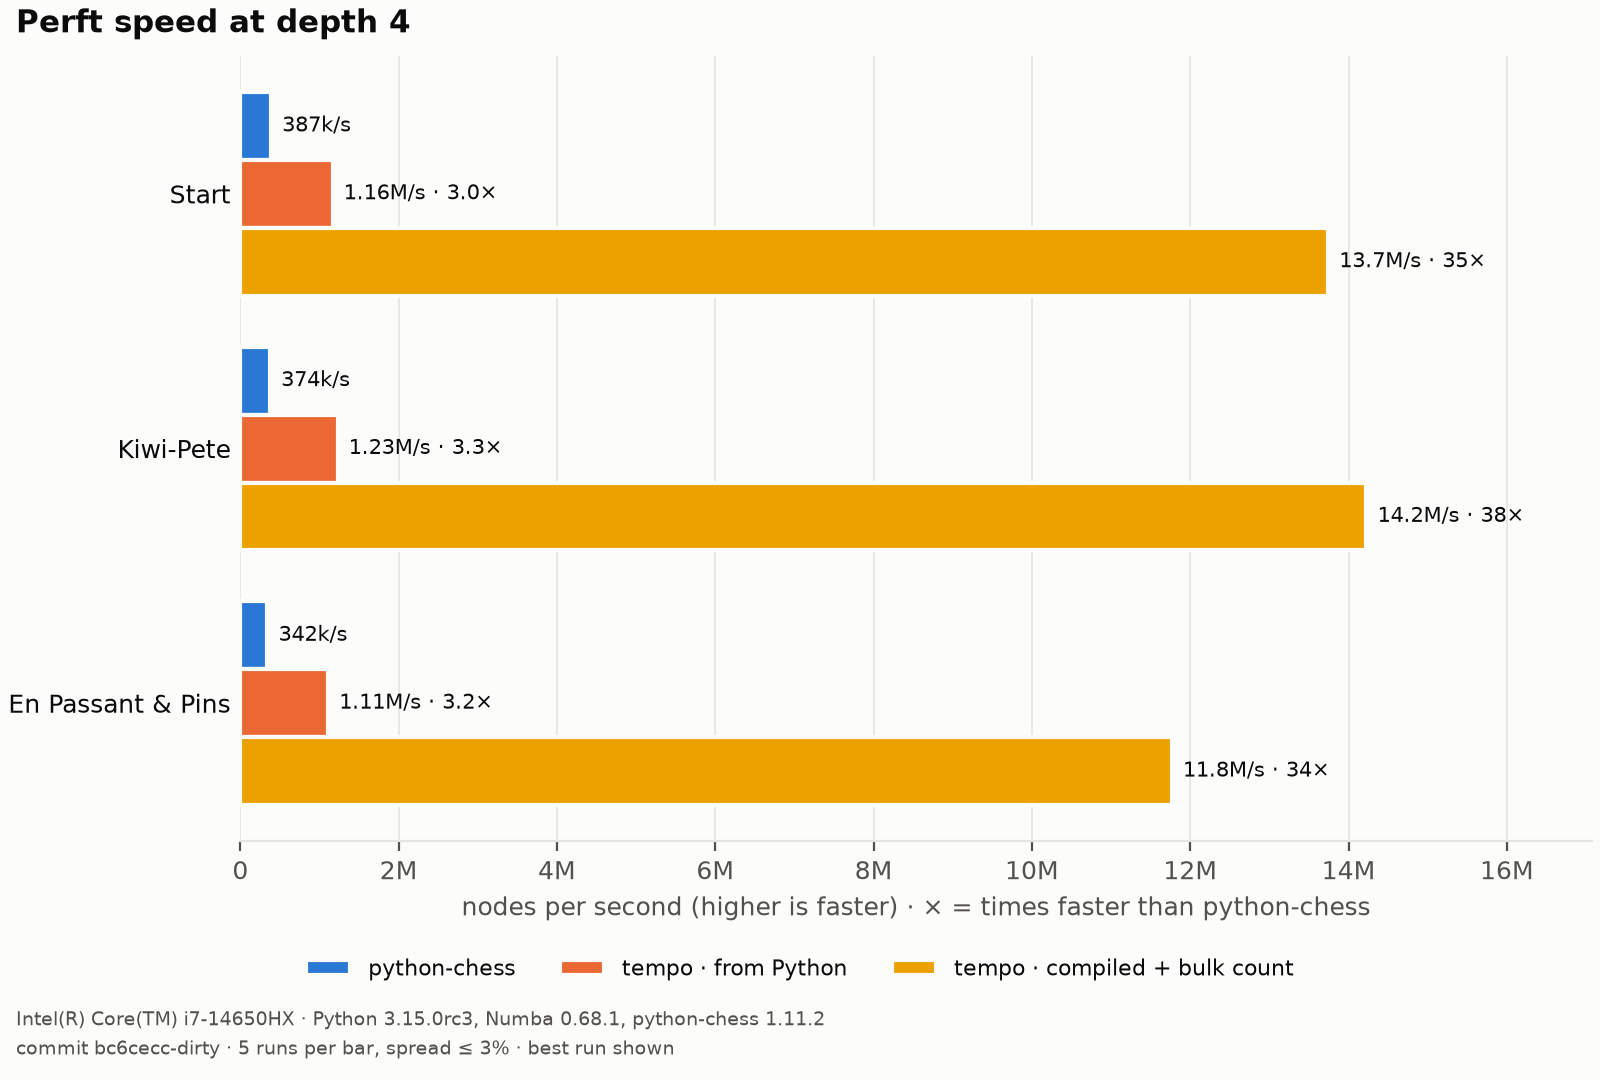 Perft speed at depth 4
387k/s
Start
1.16M/s · 3.0×
13.7M/s · 35×
374k/s
Kiwi-Pete
1.23M/s · 3.3×
14.2M/s · 38×
342k/s
En Passant & Pins
1.11M/s · 3.2×
11.8M/s · 34×
0 2M 4M 6M 8M 10M 12M 14M 16M
nodes per second (higher is faster) · × = times faster than python-chess
python-chess tempo · from Python tempo · compiled + bulk count
Intel(R) Core(TM) i7-14650HX · Python 3.15.0rc3, Numba 0.68.1, python-chess 1.11.2
commit bc6cecc-dirty · 5 runs per bar, spread ≤ 3% · best run shown